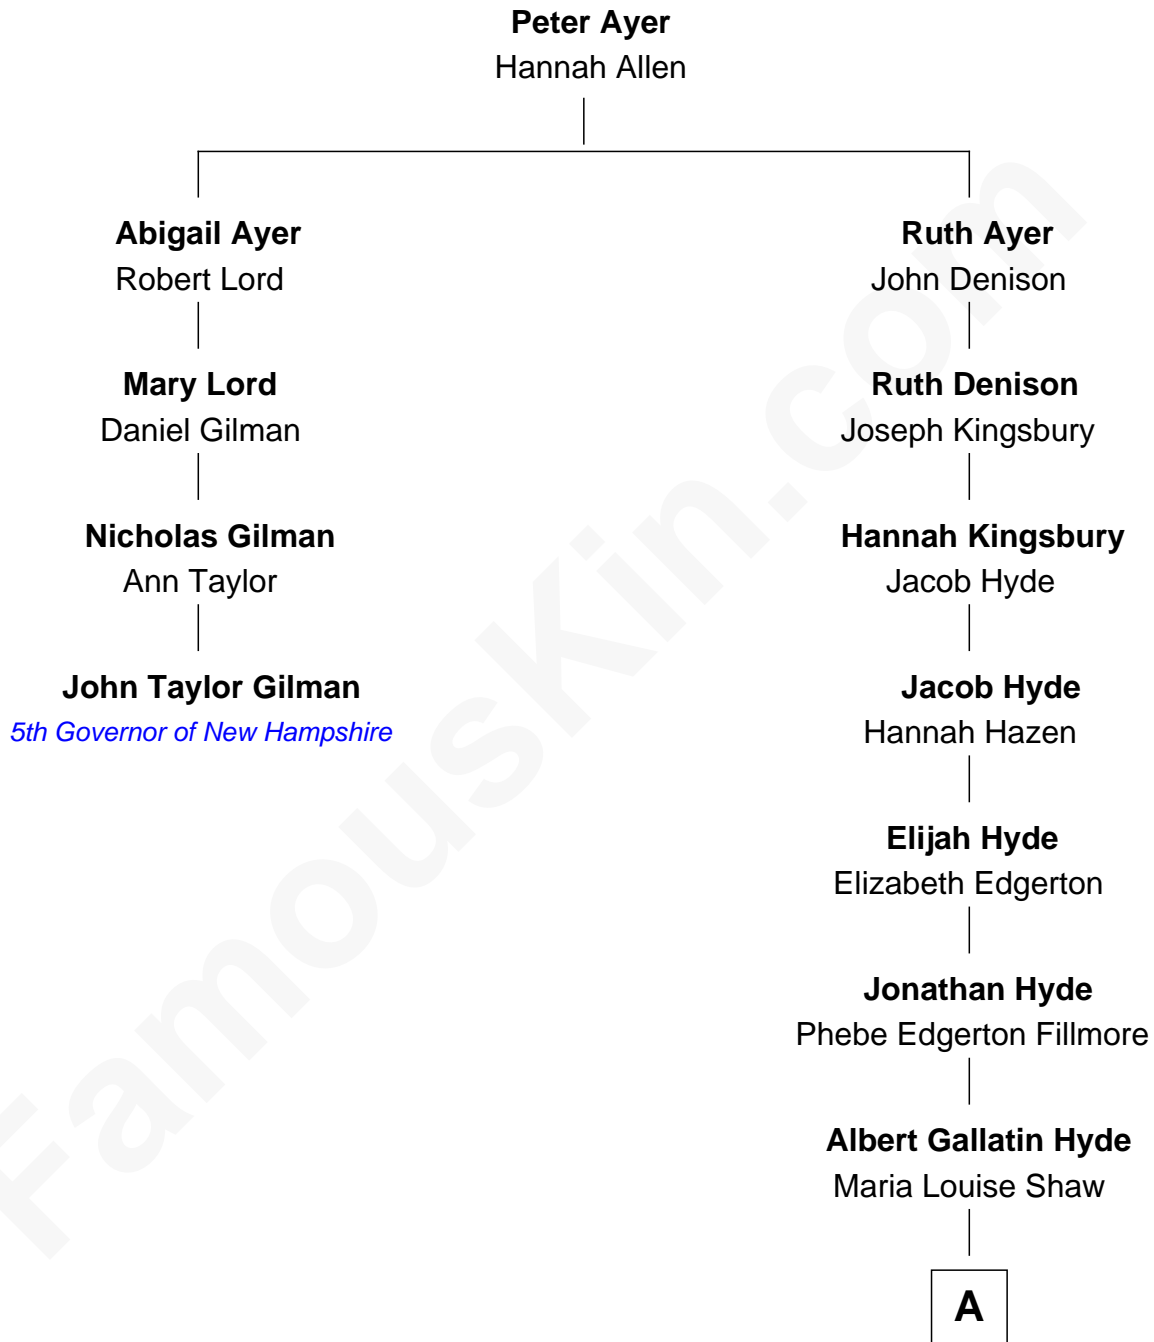 Peter Ayer
Hannah Allen
Abigail Ayer
Robert Lord
Mary Lord
Daniel Gilman
Nicholas Gilman
Ann Taylor
John Taylor Gilman
5th Governor of New Hampshire
Ruth Ayer
John Denison
Ruth Denison
Joseph Kingsbury
Hannah Kingsbury
Jacob Hyde
Jacob Hyde
Hannah Hazen
Elijah Hyde
Elizabeth Edgerton
Jonathan Hyde
Phebe Edgerton Fillmore
Albert Gallatin Hyde
Maria Louise Shaw
A
FamousKin.com